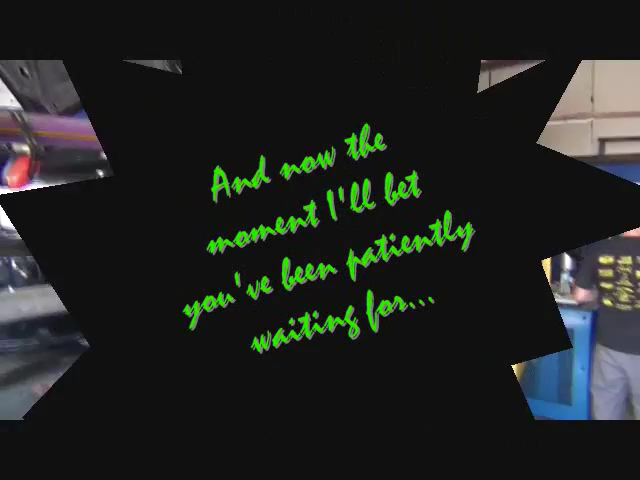 And now the
moment I'll bet
you've been patiently
waiting for...